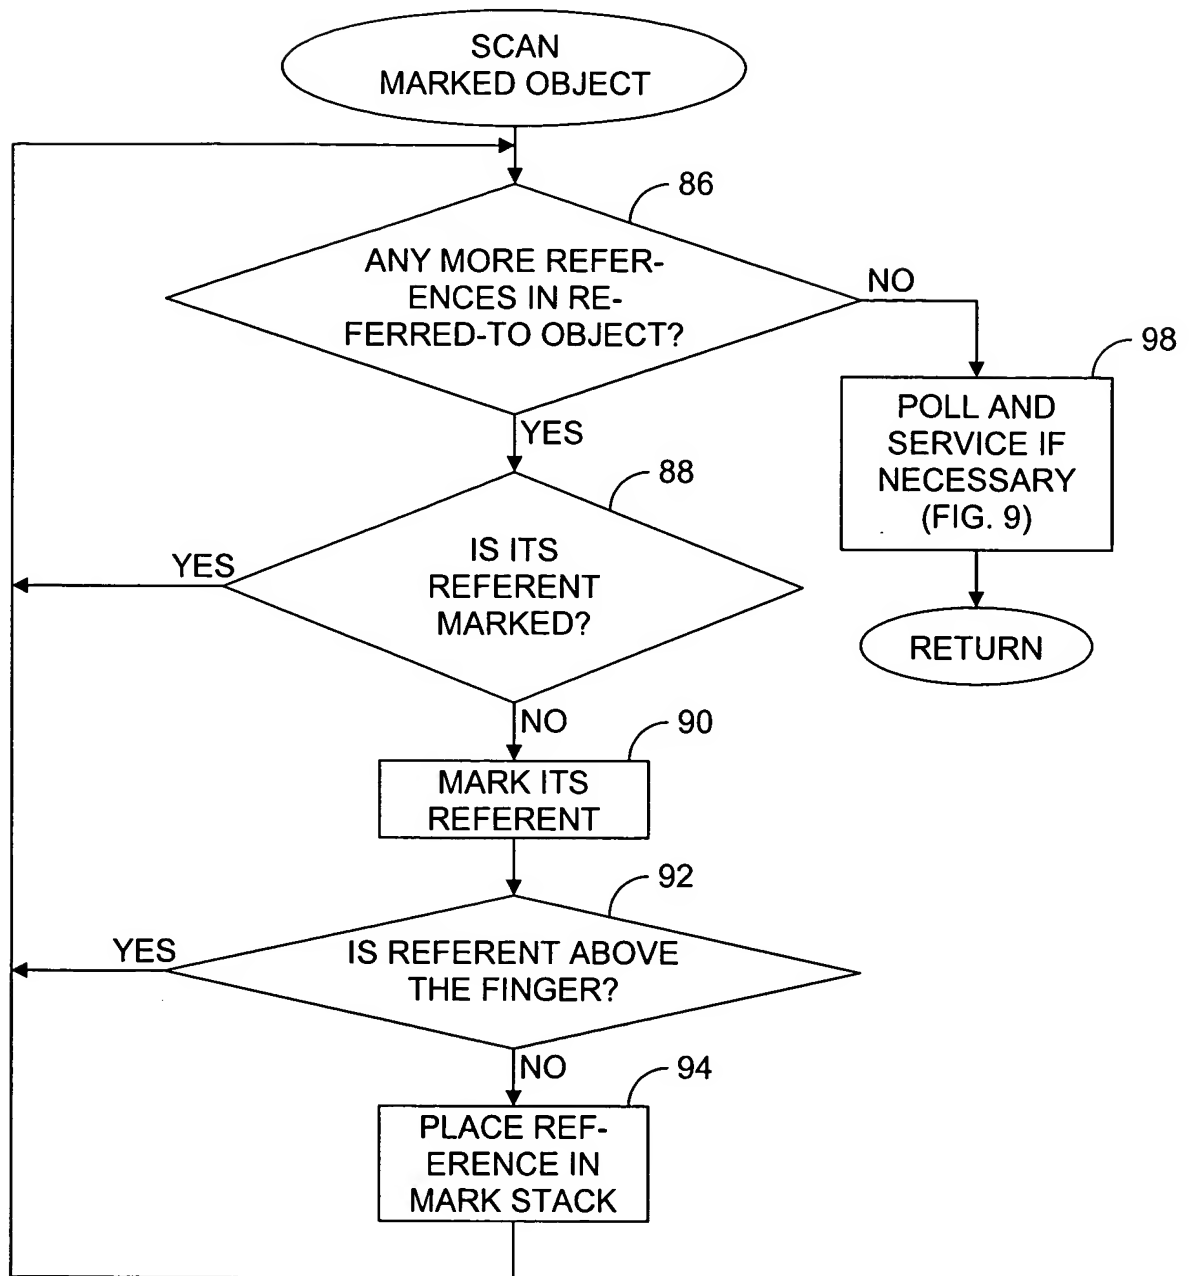 SCAN
MARKED OBJECT
86
ANY MORE REFER-
ENCES IN RE-
FERRED-TO OBJECT?
NO
98
POLL AND
SERVICE IF
NECESSARY
(FIG. 9)
YES
88
IS ITS
REFERENT
MARKED?
YES
RETURN
NO
90
MARK ITS
REFERENT
92
IS REFERENT ABOVE
THE FINGER?
YES
NO
94
PLACE REF-
ERENCE IN
MARK STACK